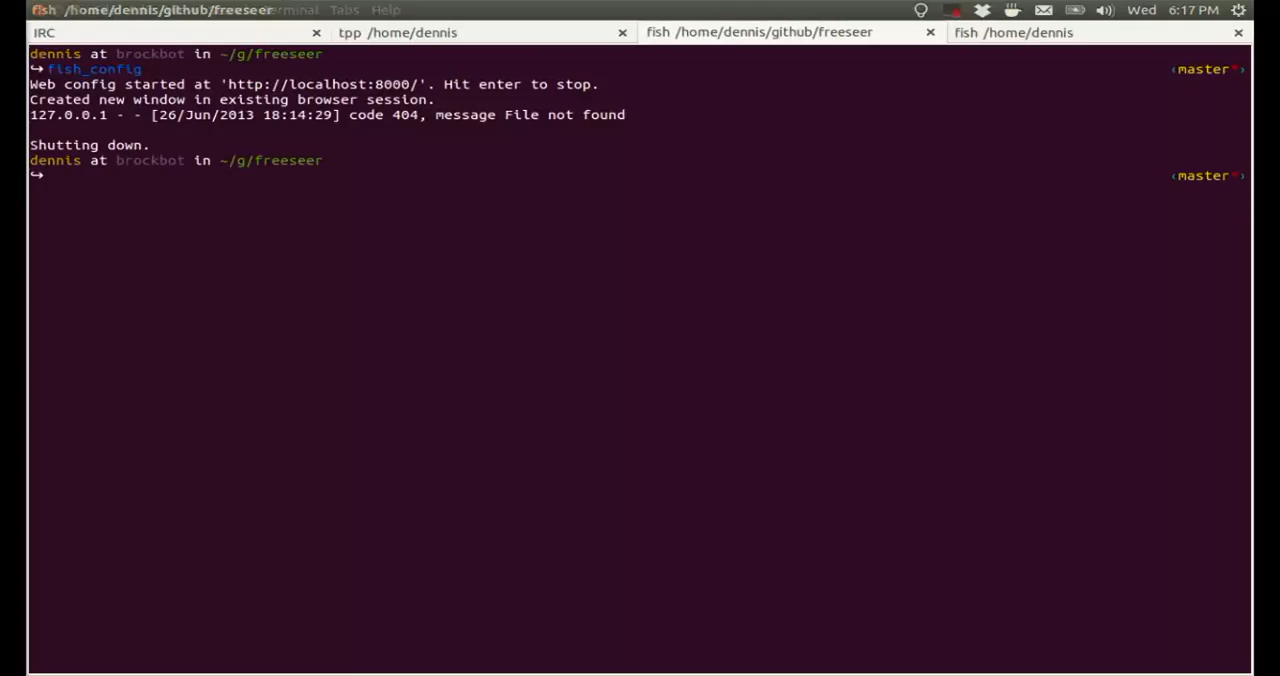 fish /home/dennis/github/freeseer Terminal Tabs Help
Wed 6:17 PM
IRC × tpp /home/dennis × fish /home/dennis/github/freeseer × fish /home/dennis ×
dennis at brockbot in ~/g/freeseer
↪ fish_config ‹master*›
Web config started at 'http://localhost:8000/'. Hit enter to stop.
Created new window in existing browser session.
127.0.0.1 - - [26/Jun/2013 18:14:29] code 404, message File not found
Shutting down.
dennis at brockbot in ~/g/freeseer
↪ ‹master*›